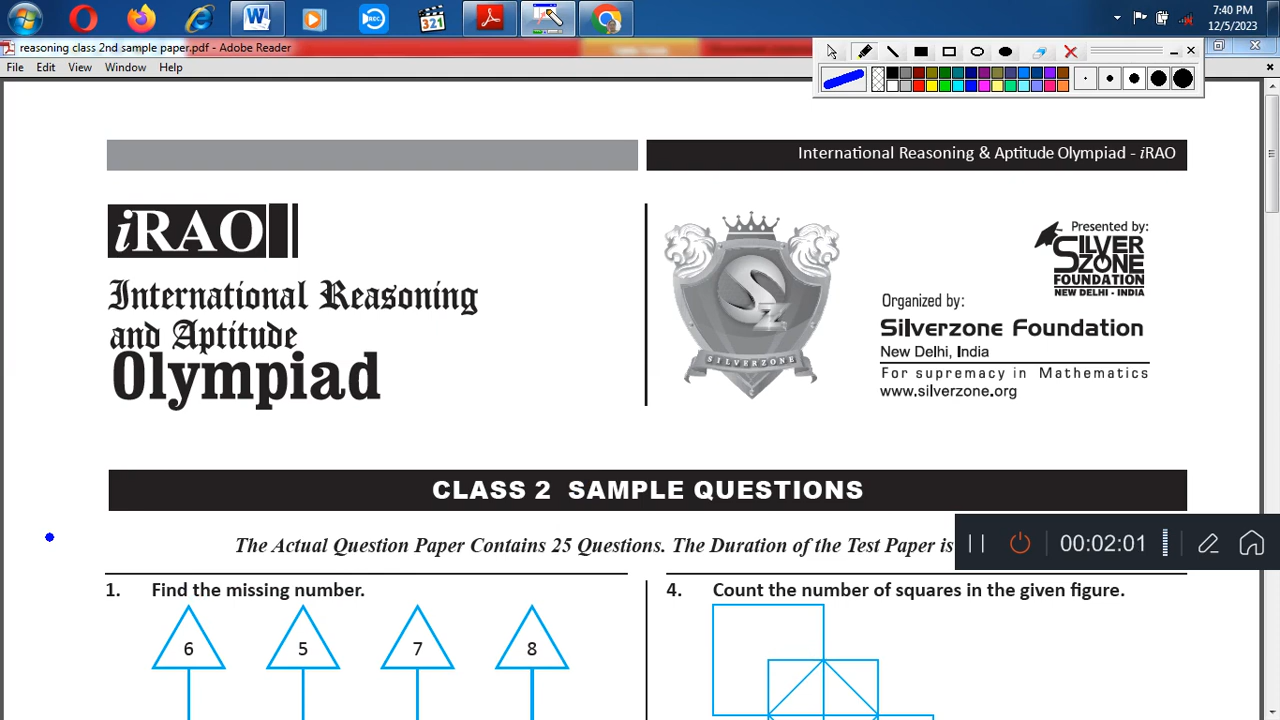 321
REC
7:40 PM
12/5/2023
reasoning class 2nd sample paper.pdf - Adobe Reader
File Edit View Window Help
International Reasoning & Aptitude Olympiad - iRAO
iRAO
International Reasoning
and Aptitude
Olympiad
SZ
SILVERZONE
Presented by:
SILVER
ZONE
FOUNDATION
NEW DELHI - INDIA
Organized by:
Silverzone Foundation
New Delhi, India
For supremacy in Mathematics
www.silverzone.org
CLASS 2 SAMPLE QUESTIONS
The Actual Question Paper Contains 25 Questions. The Duration of the Test Paper is
00:02:01
1. Find the missing number.
6 5 7 8
4. Count the number of squares in the given figure.